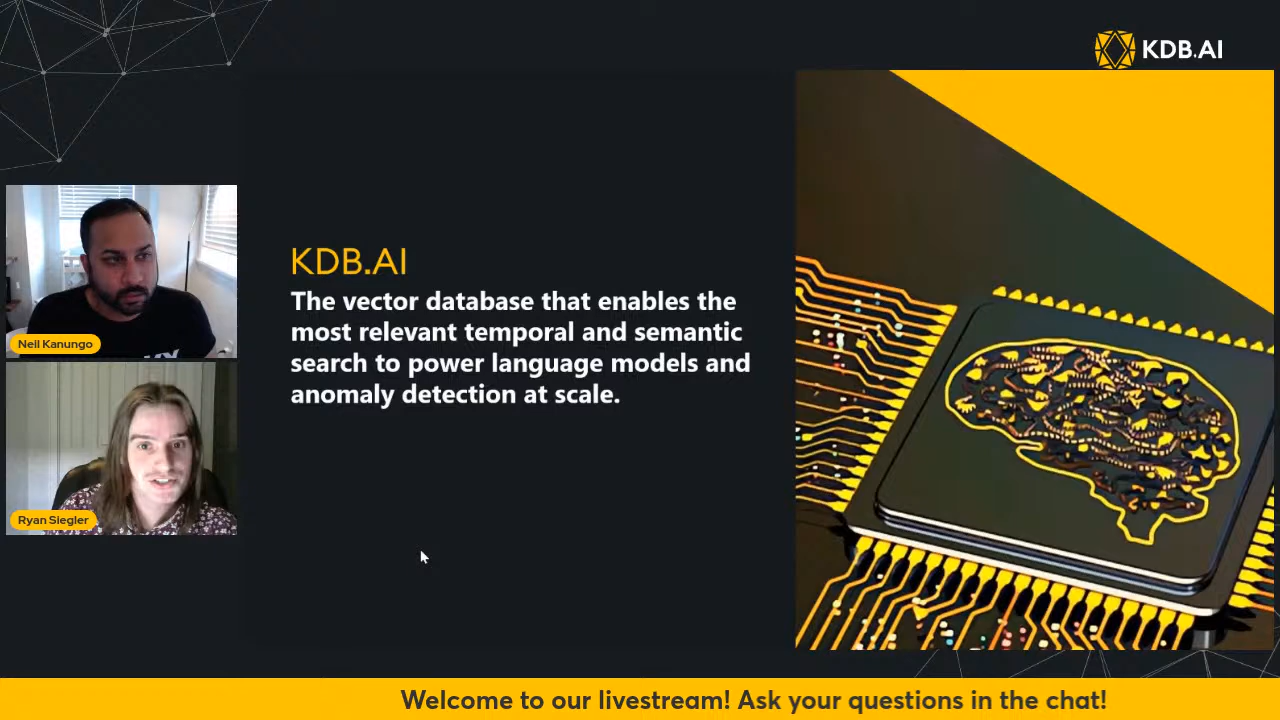 KDB.AI
Neil Kanungo
Ryan Siegler
KDB.AI
The vector database that enables the
most relevant temporal and semantic
search to power language models and
anomaly detection at scale.
Welcome to our livestream! Ask your questions in the chat!